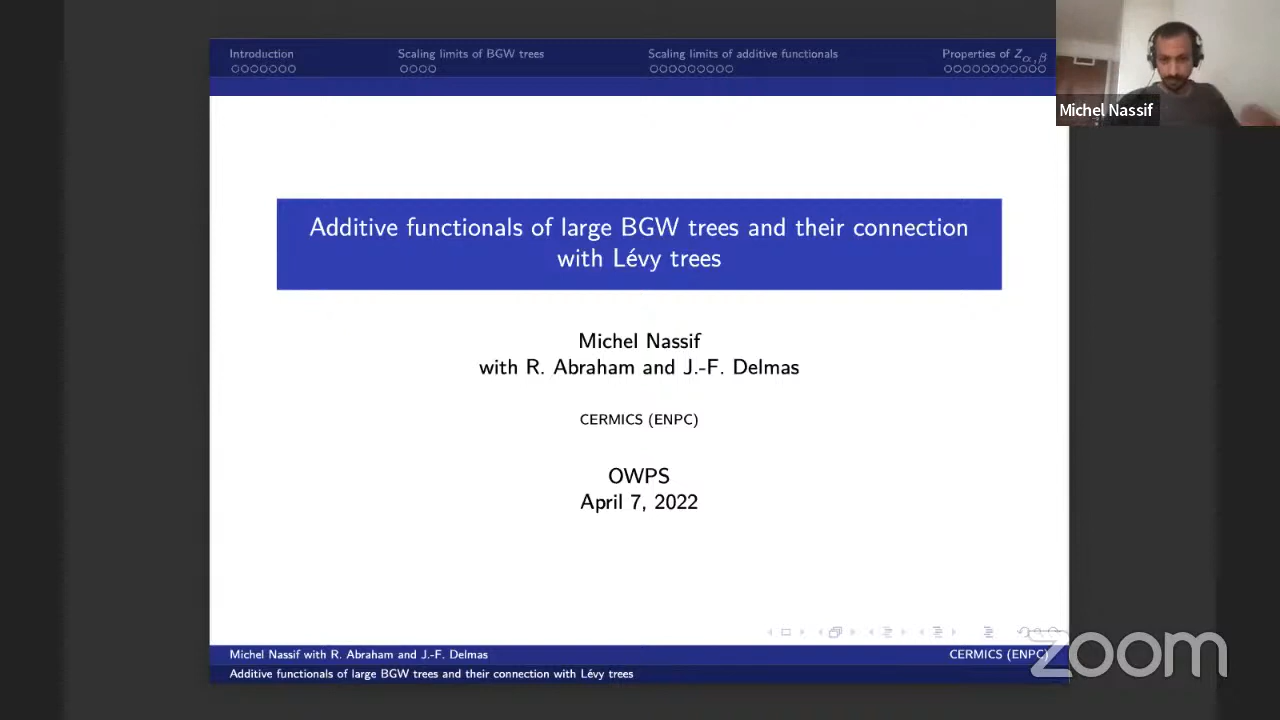 Introduction
Scaling limits of BGW trees
Scaling limits of additive functionals
Properties of Zα,β
Michel Nassif
Additive functionals of large BGW trees and their connection
with Lévy trees
Michel Nassif
with R. Abraham and J.-F. Delmas
CERMICS (ENPC)
OWPS
April 7, 2022
Michel Nassif with R. Abraham and J.-F. Delmas
CERMICS (ENPC)
Additive functionals of large BGW trees and their connection with Lévy trees
zoom